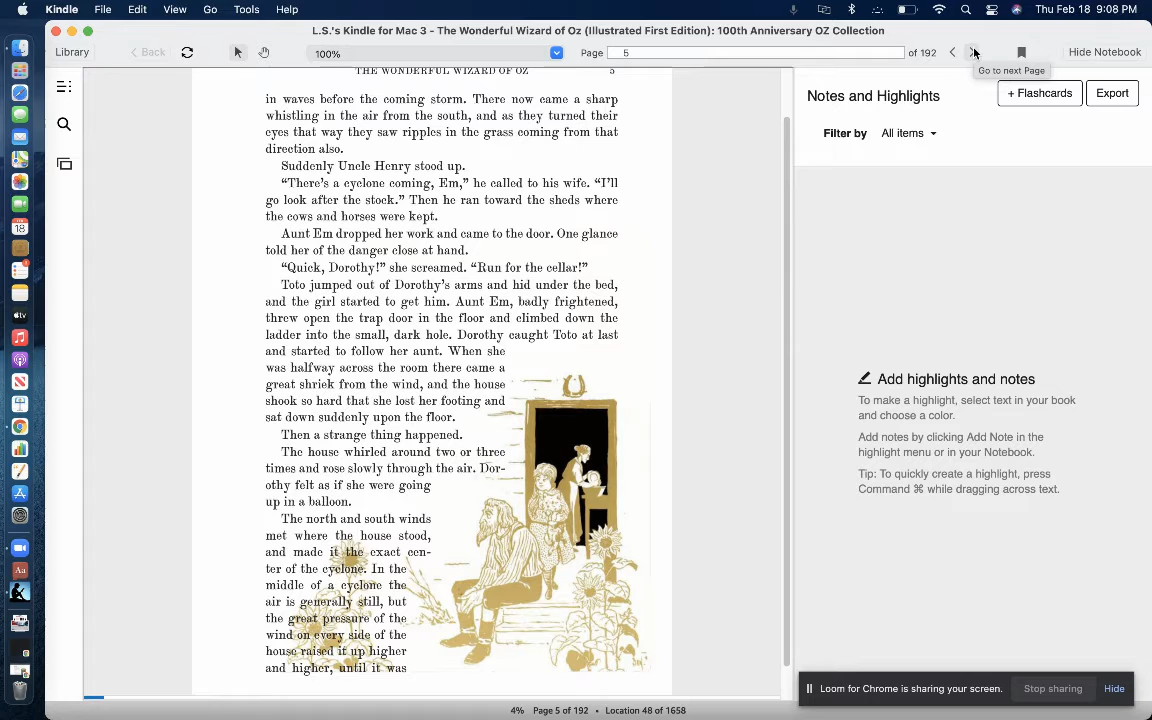 Kindle File Edit View Go Tools Help Thu Feb 18 9:08 PM
L.S.'s Kindle for Mac 3 - The Wonderful Wizard of Oz (Illustrated First Edition): 100th Anniversary OZ Collection
Library Back 100% Page 5 of 192 Hide Notebook
Go to next Page
THE WONDERFUL WIZARD OF OZ 5
in waves before the coming storm. There now came a sharp
whistling in the air from the south, and as they turned their
eyes that way they saw ripples in the grass coming from that
direction also.
Suddenly Uncle Henry stood up.
“There’s a cyclone coming, Em,” he called to his wife. “I’ll
go look after the stock.” Then he ran toward the sheds where
the cows and horses were kept.
Aunt Em dropped her work and came to the door. One glance
told her of the danger close at hand.
“Quick, Dorothy!” she screamed. “Run for the cellar!”
Toto jumped out of Dorothy’s arms and hid under the bed,
and the girl started to get him. Aunt Em, badly frightened,
threw open the trap door in the floor and climbed down the
ladder into the small, dark hole. Dorothy caught Toto at last
and started to follow her aunt. When she
was halfway across the room there came a
great shriek from the wind, and the house
shook so hard that she lost her footing and
sat down suddenly upon the floor.
Then a strange thing happened.
The house whirled around two or three
times and rose slowly through the air. Dor-
othy felt as if she were going
up in a balloon.
The north and south winds
met where the house stood,
and made it the exact cen-
ter of the cyclone. In the
middle of a cyclone the
air is generally still, but
the great pressure of the
wind on every side of the
house raised it up higher
and higher, until it was
Notes and Highlights + Flashcards Export
Filter by All items
Add highlights and notes
To make a highlight, select text in your book
and choose a color.
Add notes by clicking Add Note in the
highlight menu or in your Notebook.
Tip: To quickly create a highlight, press
Command ⌘ while dragging across text.
Loom for Chrome is sharing your screen. Stop sharing Hide
4% Page 5 of 192 • Location 48 of 1658